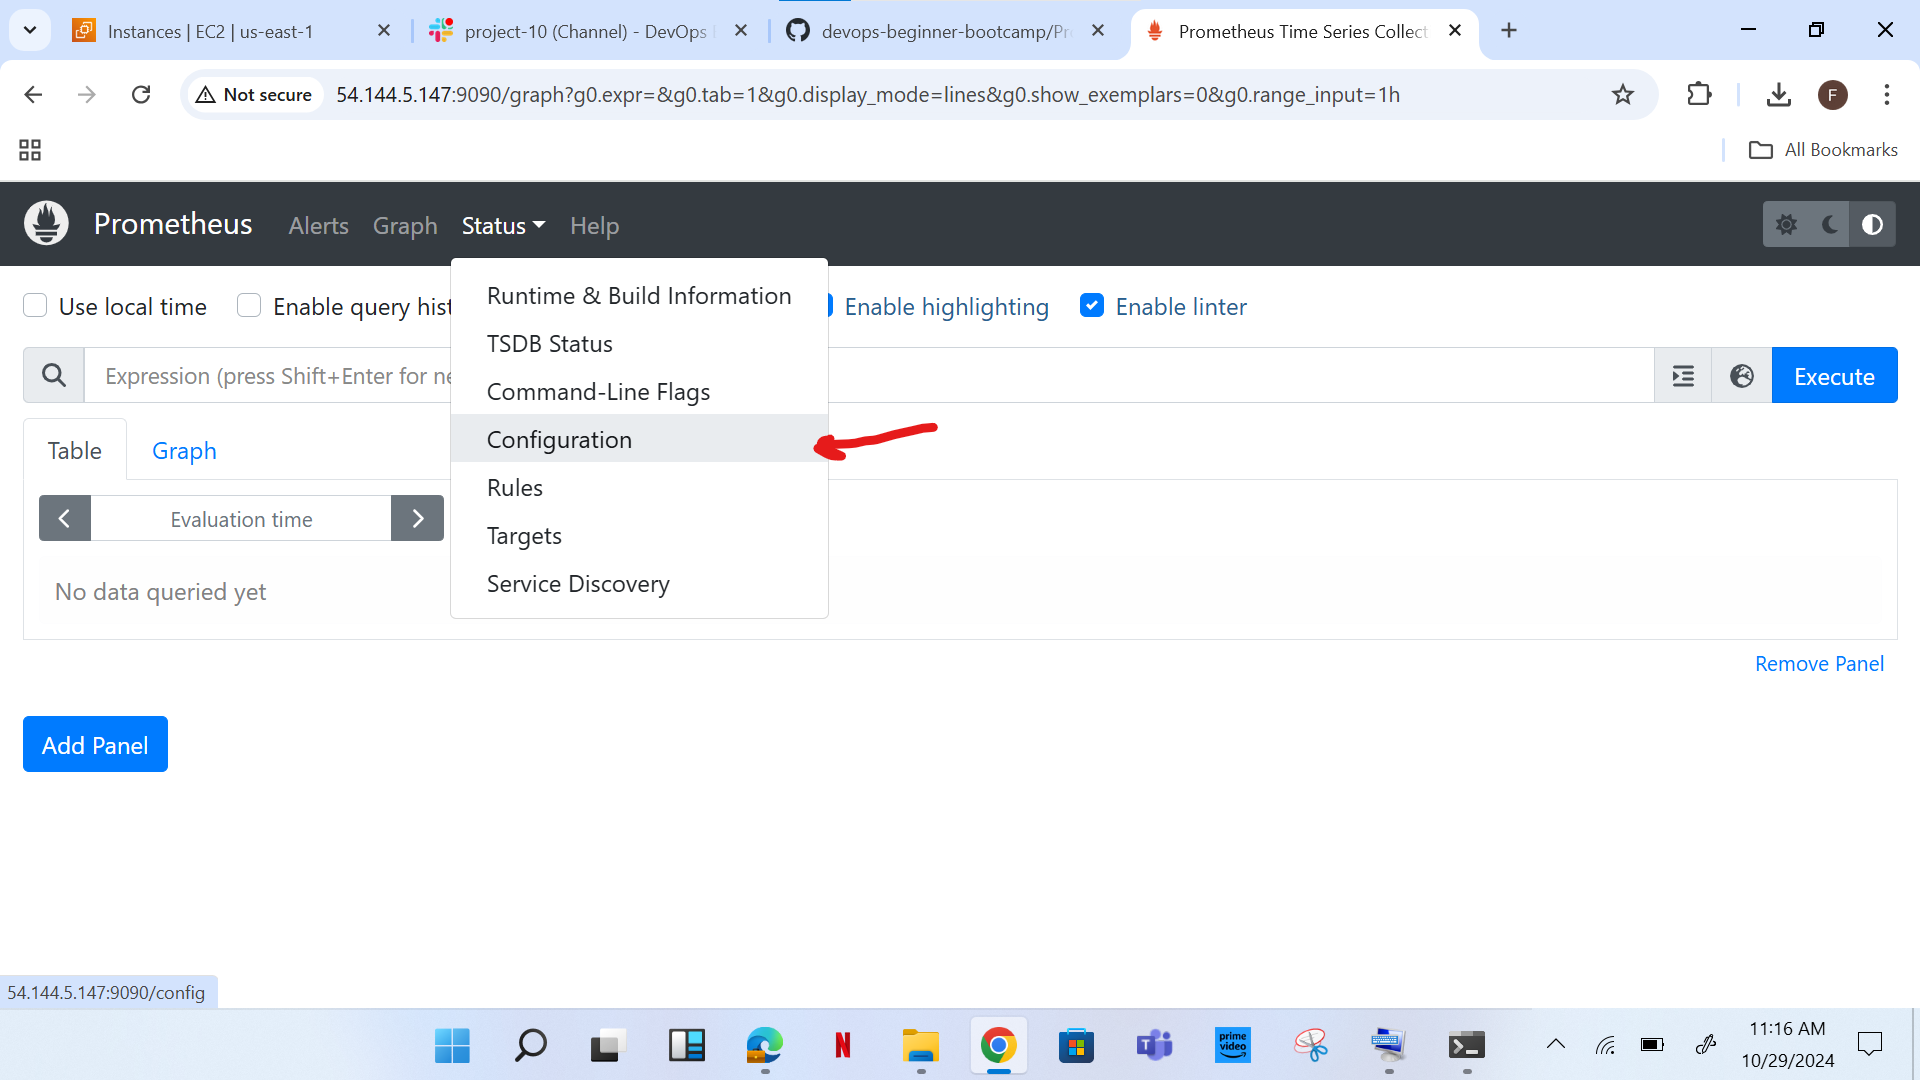 Instances | EC2 | us-east-1
project-10 (Channel) - DevOps
devops-beginner-bootcamp/Pr
Prometheus Time Series Collect
Not secure
54.144.5.147:9090/graph?g0.expr=&g0.tab=1&g0.display_mode=lines&g0.show_exemplars=0&g0.range_input=1h
F
All Bookmarks
Prometheus
Alerts
Graph
Status
Help
Use local time
Enable query hist
Enable highlighting
Enable linter
Runtime & Build Information
TSDB Status
Command-Line Flags
Configuration
Rules
Targets
Service Discovery
Expression (press Shift+Enter for ne
Execute
Table
Graph
Evaluation time
No data queried yet
Remove Panel
Add Panel
54.144.5.147:9090/config
N
T
prime video
11:16 AM
10/29/2024